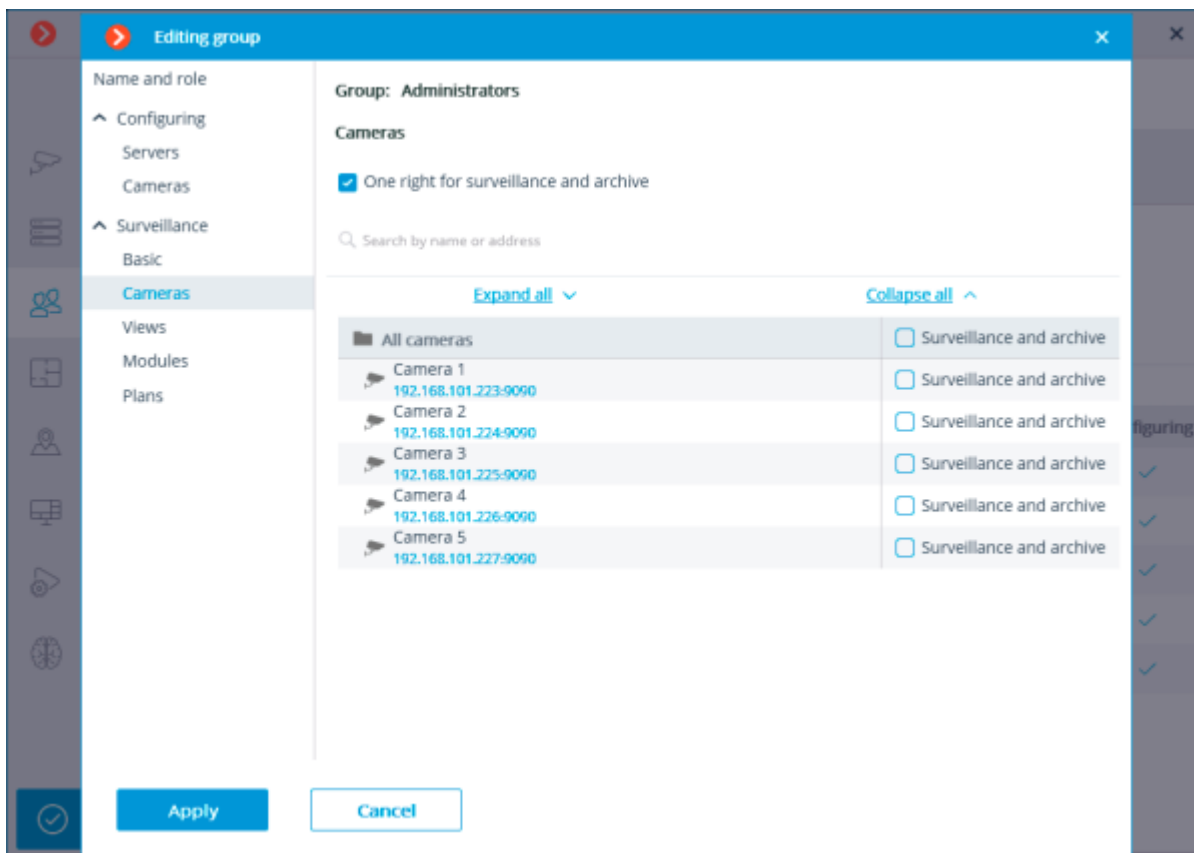 Editing group
Name and role
Configuring
Servers
Cameras
Surveillance
Basic
Cameras
Views
Modules
Plans
Group: Administrators
Cameras
One right for surveillance and archive
Search by name or address
Expand all
Collapse all
All cameras
Surveillance and archive
Camera 1
192.168.101.223:9090
Surveillance and archive
Camera 2
192.168.101.224:9090
Surveillance and archive
Camera 3
192.168.101.225:9090
Surveillance and archive
Camera 4
192.168.101.226:9090
Surveillance and archive
Camera 5
192.168.101.227:9090
Surveillance and archive
figuring
Apply
Cancel